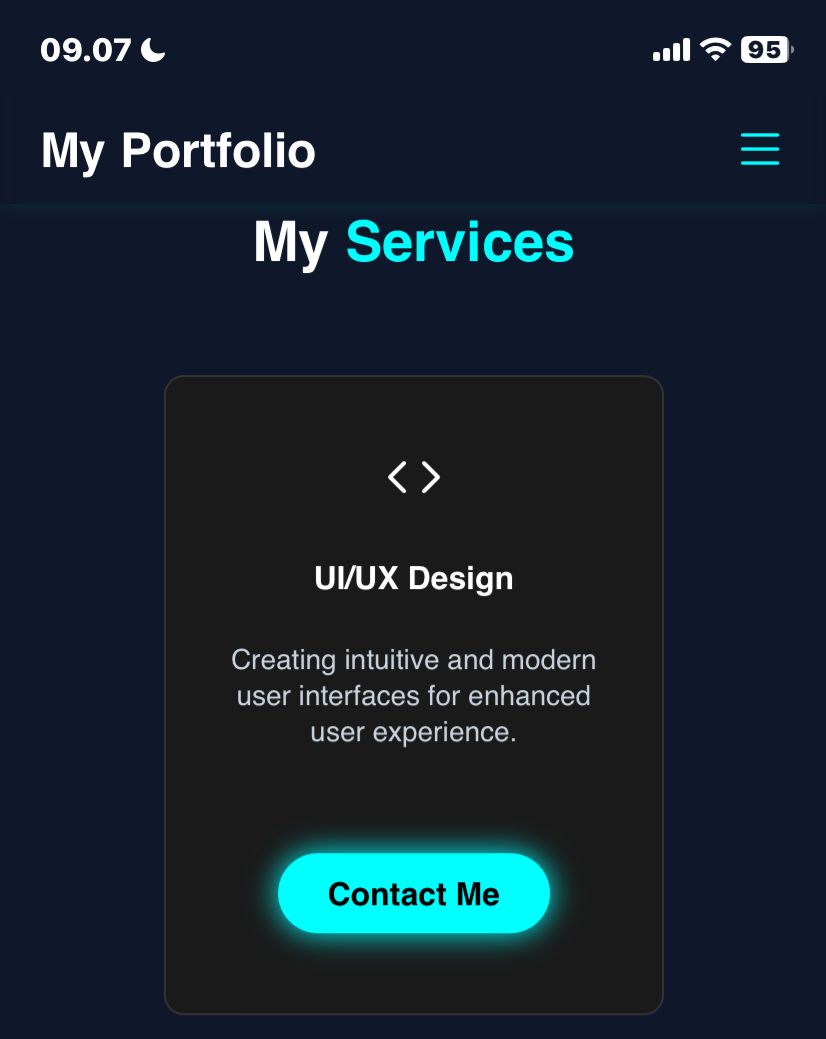 09.07
95
My Portfolio
My Services
UI/UX Design
Creating intuitive and modern
user interfaces for enhanced
user experience.
Contact Me